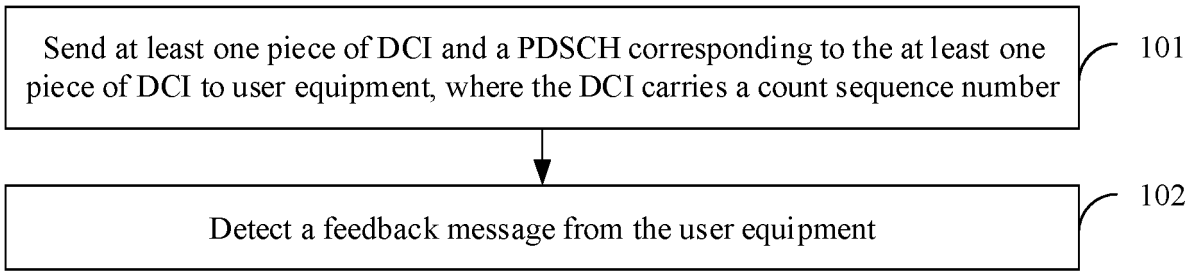 Send at least one piece of DCI and a PDSCH corresponding to the at least one
piece of DCI to user equipment, where the DCI carries a count sequence number
101
Detect a feedback message from the user equipment
102